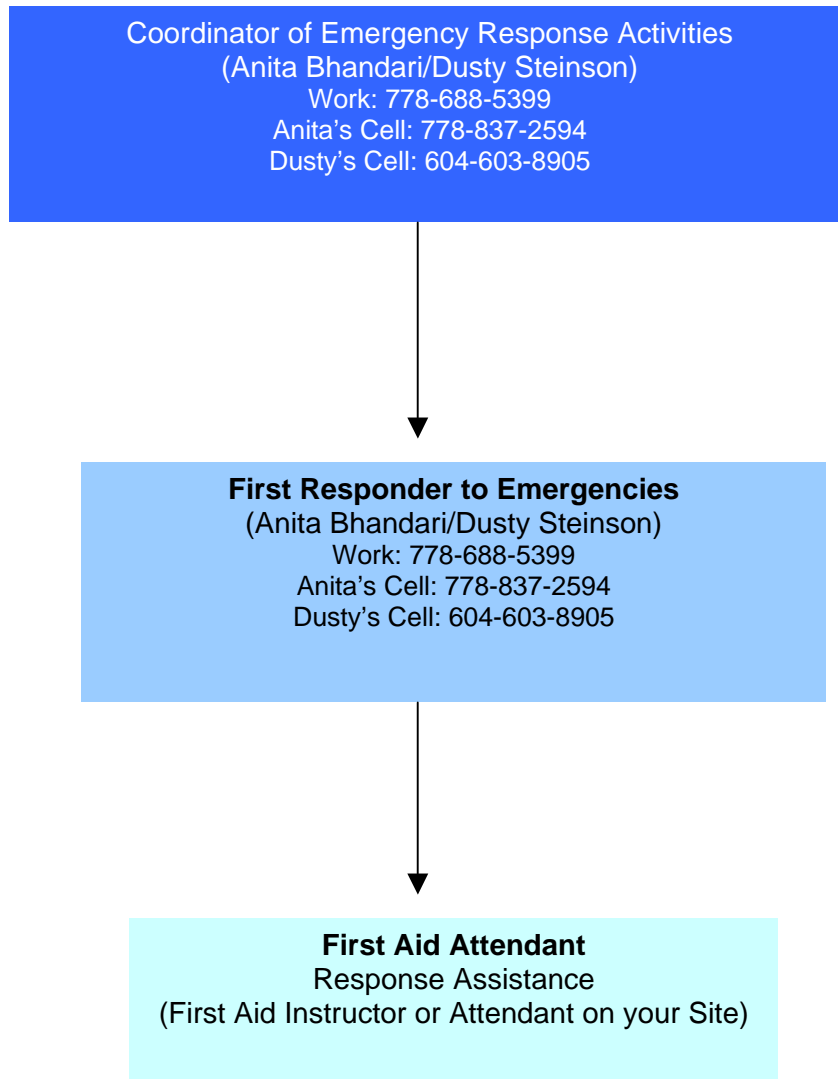 Coordinator of Emergency Response Activities
(Anita Bhandari/Dusty Steinson)
Work: 778-688-5399
Anita’s Cell: 778-837-2594
Dusty’s Cell: 604-603-8905
First Responder to Emergencies
(Anita Bhandari/Dusty Steinson)
Work: 778-688-5399
Anita’s Cell: 778-837-2594
Dusty’s Cell: 604-603-8905
First Aid Attendant
Response Assistance
(First Aid Instructor or Attendant on your Site)